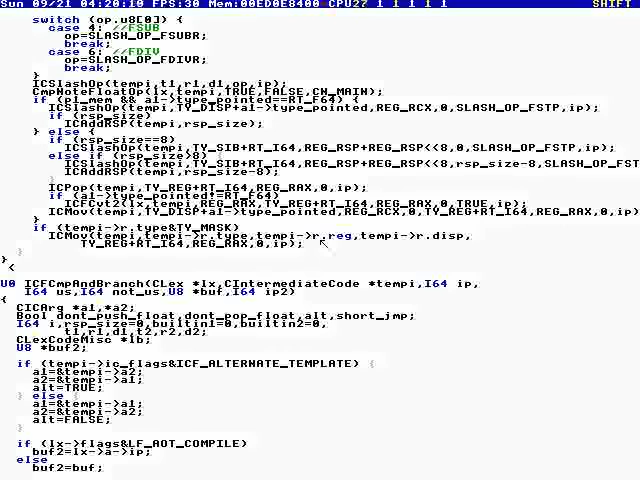 Sun 09/21 04:20:10 FPS:30 Mem:00ED0E8400 CPU27 1 1 1 1 1 SHIFT
switch (op.u8[0]) {
case 4: //FSUB
op=SLASH_OP_FSUBR;
break;
case 6: //FDIV
op=SLASH_OP_FDIVR;
break;
}
ICSlashOp(tempi,t1,r1,d1,op,ip);
CmpNoteFloatOp(lx,tempi,TRUE,FALSE,CN_MAIN);
if (p1_mem && a1->type_pointed==RT_F64) {
ICSlashOp(tempi,TY_DISP+a1->type_pointed,REG_RCX,0,SLASH_OP_FSTP,ip);
if (rsp_size)
ICAddRSP(tempi,rsp_size);
} else {
if (rsp_size==8)
ICSlashOp(tempi,TY_SIB+RT_I64,REG_RSP+REG_RSP<<8,0,SLASH_OP_FSTP,ip);
else if (rsp_size>8) {
ICSlashOp(tempi,TY_SIB+RT_I64,REG_RSP+REG_RSP<<8,rsp_size-8,SLASH_OP_FST
ICAddRSP(tempi,rsp_size-8);
}
ICPop(tempi,TY_REG+RT_I64,REG_RAX,0,ip);
if (a1->type_pointed!=RT_F64)
ICFCvt2(lx,tempi,REG_RAX,TY_REG+RT_I64,REG_RAX,0,TRUE,ip);
ICMov(tempi,TY_DISP+a1->type_pointed,REG_RCX,0,TY_REG+RT_I64,REG_RAX,0,ip);
}
if (tempi->r.type&TY_MASK)
ICMov(tempi,tempi->r.type,tempi->r.reg,tempi->r.disp,
TY_REG+RT_I64,REG_RAX,0,ip);
}
}
<
U0 ICFCmpAndBranch(CLex *lx,CIntermediateCode *tempi,I64 ip,
I64 us,I64 not_us,U8 *buf,I64 ip2)
{
CICArg *a1,*a2;
Bool dont_push_float,dont_pop_float,alt,short_jmp;
I64 i,rsp_size=0,builtin1=0,builtin2=0,
t1,r1,d1,t2,r2,d2;
CLexCodeMisc *lb;
U8 *buf2;
if (tempi->ic_flags&ICF_ALTERNATE_TEMPLATE) {
a1=&tempi->a2;
a2=&tempi->a1;
alt=TRUE;
} else {
a1=&tempi->a1;
a2=&tempi->a2;
alt=FALSE;
}
if (lx->flags&LF_AOT_COMPILE)
buf2=lx->a->ip;
else
buf2=buf;